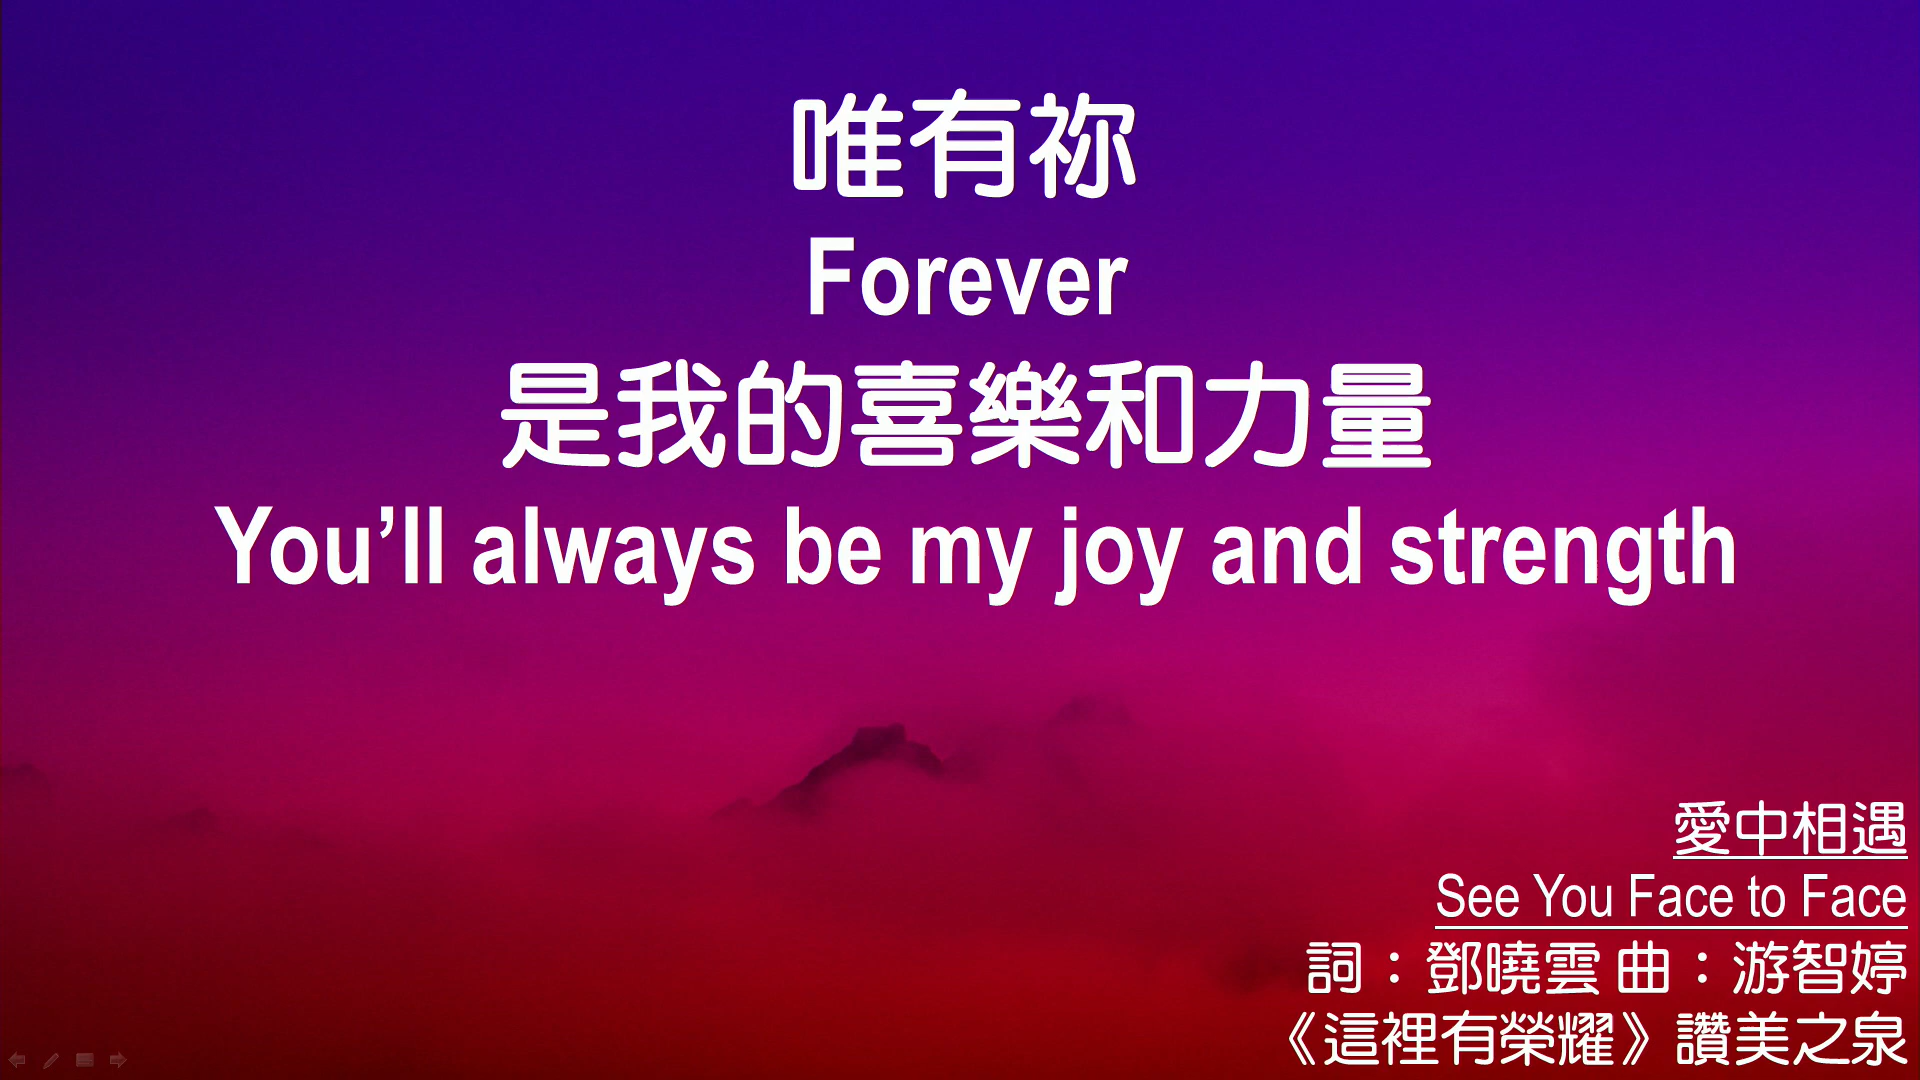 唯有祢
Forever
是我的喜樂和力量
You’ll always be my joy and strength
愛中相遇
See You Face to Face
詞：鄧曉雲 曲：游智婷
《這裡有榮耀》讚美之泉